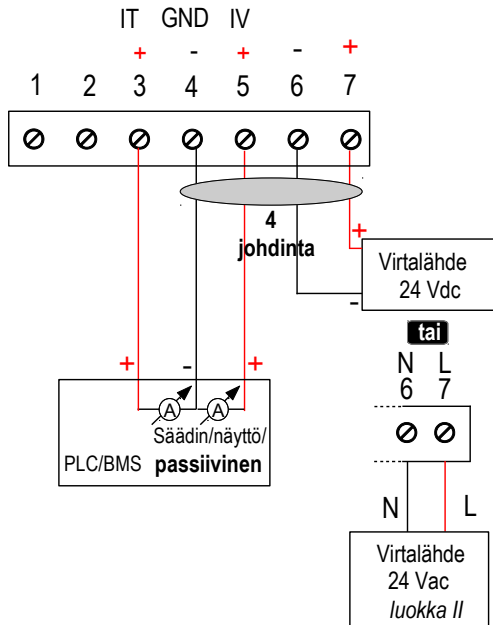 IT GND IV
+ - + - +
1 2 3 4 5 6 7
4
johdinta
+
Virtalähde
24 Vdc
-
tai
N L
6 7
+ - +
A A
Säädin/näyttö/
PLC/BMS passiivinen
N L
Virtalähde
24 Vac
luokka II